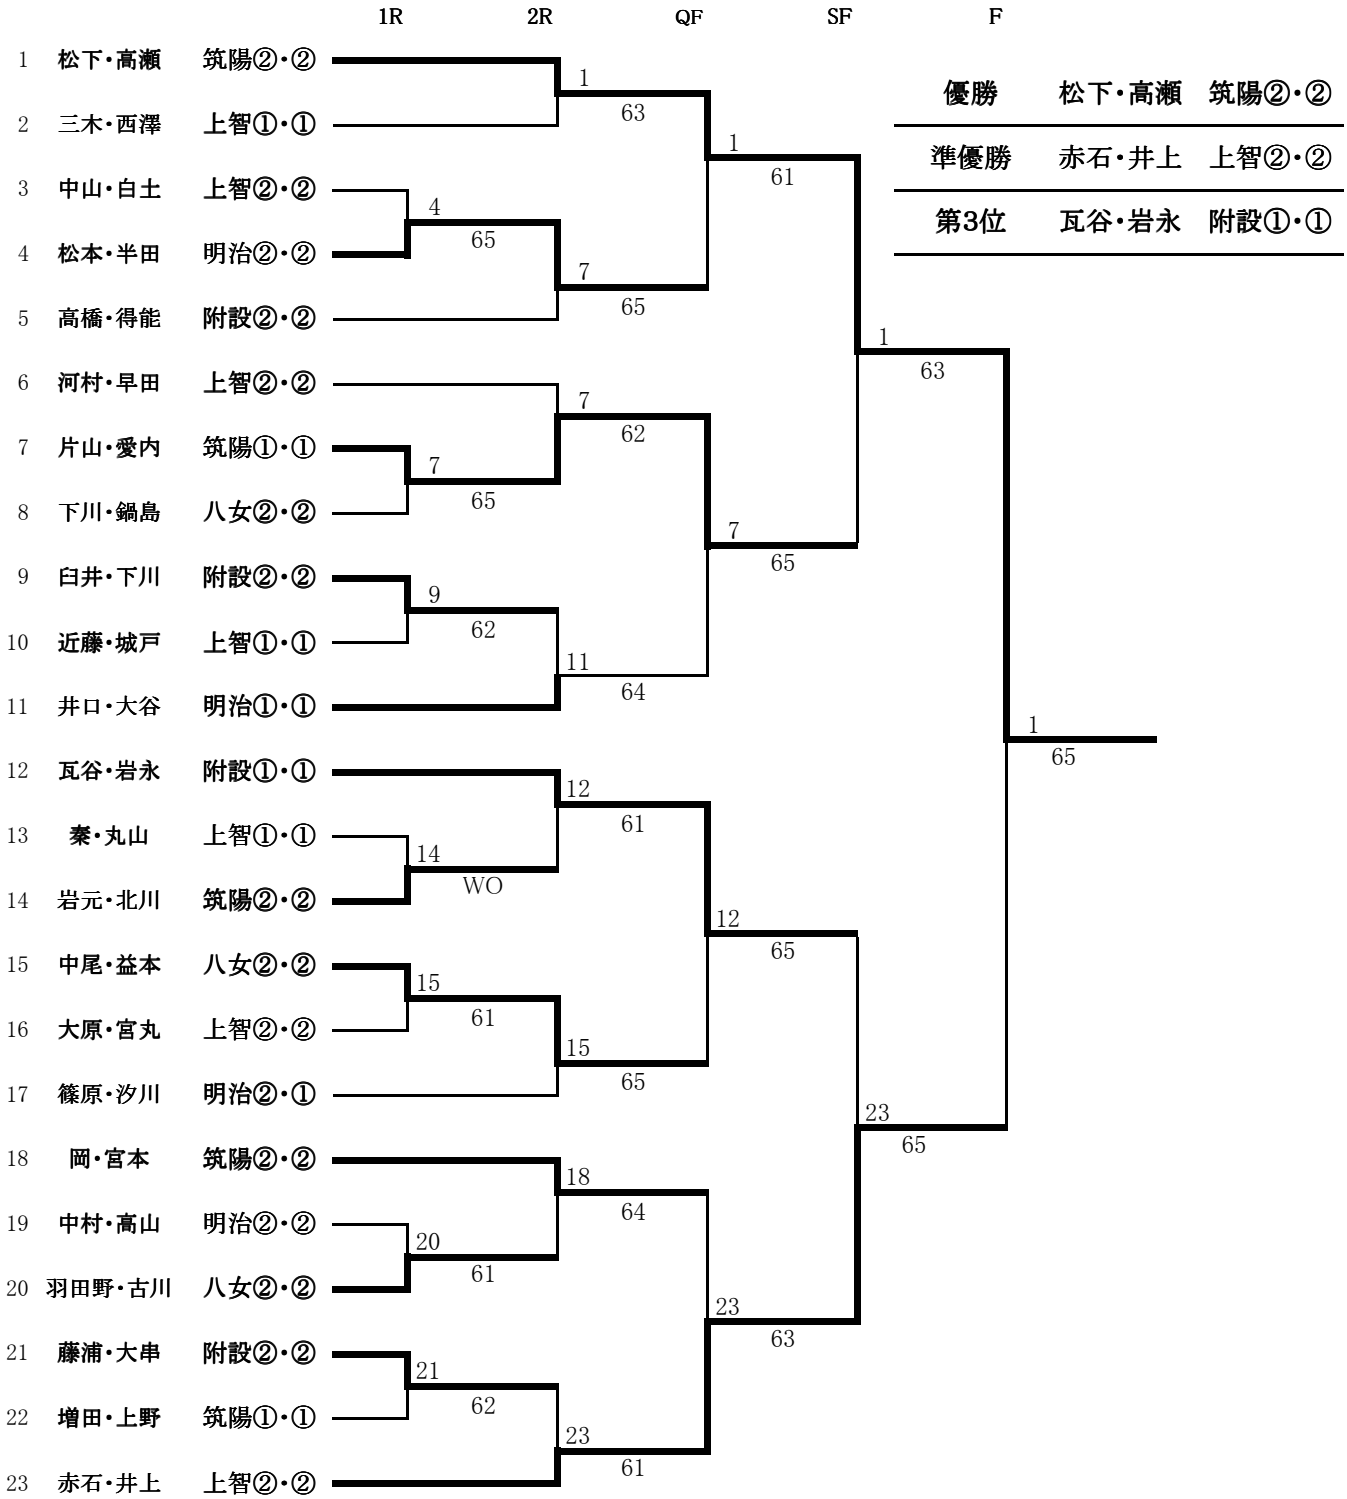 1R 2R QF SF F
1 松下・高瀬 筑陽②・②
1
63
2 三木・西澤 上智①・①
1
61
3 中山・白土 上智②・②
4
65
4 松本・半田 明治②・②
7
65
5 高橋・得能 附設②・②
優勝 松下・高瀬 筑陽②・②
準優勝 赤石・井上 上智②・②
第3位 瓦谷・岩永 附設①・①
1
63
6 河村・早田 上智②・②
7
62
7 片山・愛内 筑陽①・①
7
65
8 下川・鍋島 八女②・②
7
65
9 臼井・下川 附設②・②
9
62
10 近藤・城戸 上智①・①
11
64
11 井口・大谷 明治①・①
1
65
12 瓦谷・岩永 附設①・①
12
61
13 秦・丸山 上智①・①
14
WO
14 岩元・北川 筑陽②・②
12
65
15 中尾・益本 八女②・②
15
61
16 大原・宮丸 上智②・②
15
65
17 篠原・汐川 明治②・①
23
65
18 岡・宮本 筑陽②・②
18
64
19 中村・高山 明治②・②
20
61
20 羽田野・古川 八女②・②
23
63
21 藤浦・大串 附設②・②
21
62
22 増田・上野 筑陽①・①
23
61
23 赤石・井上 上智②・②